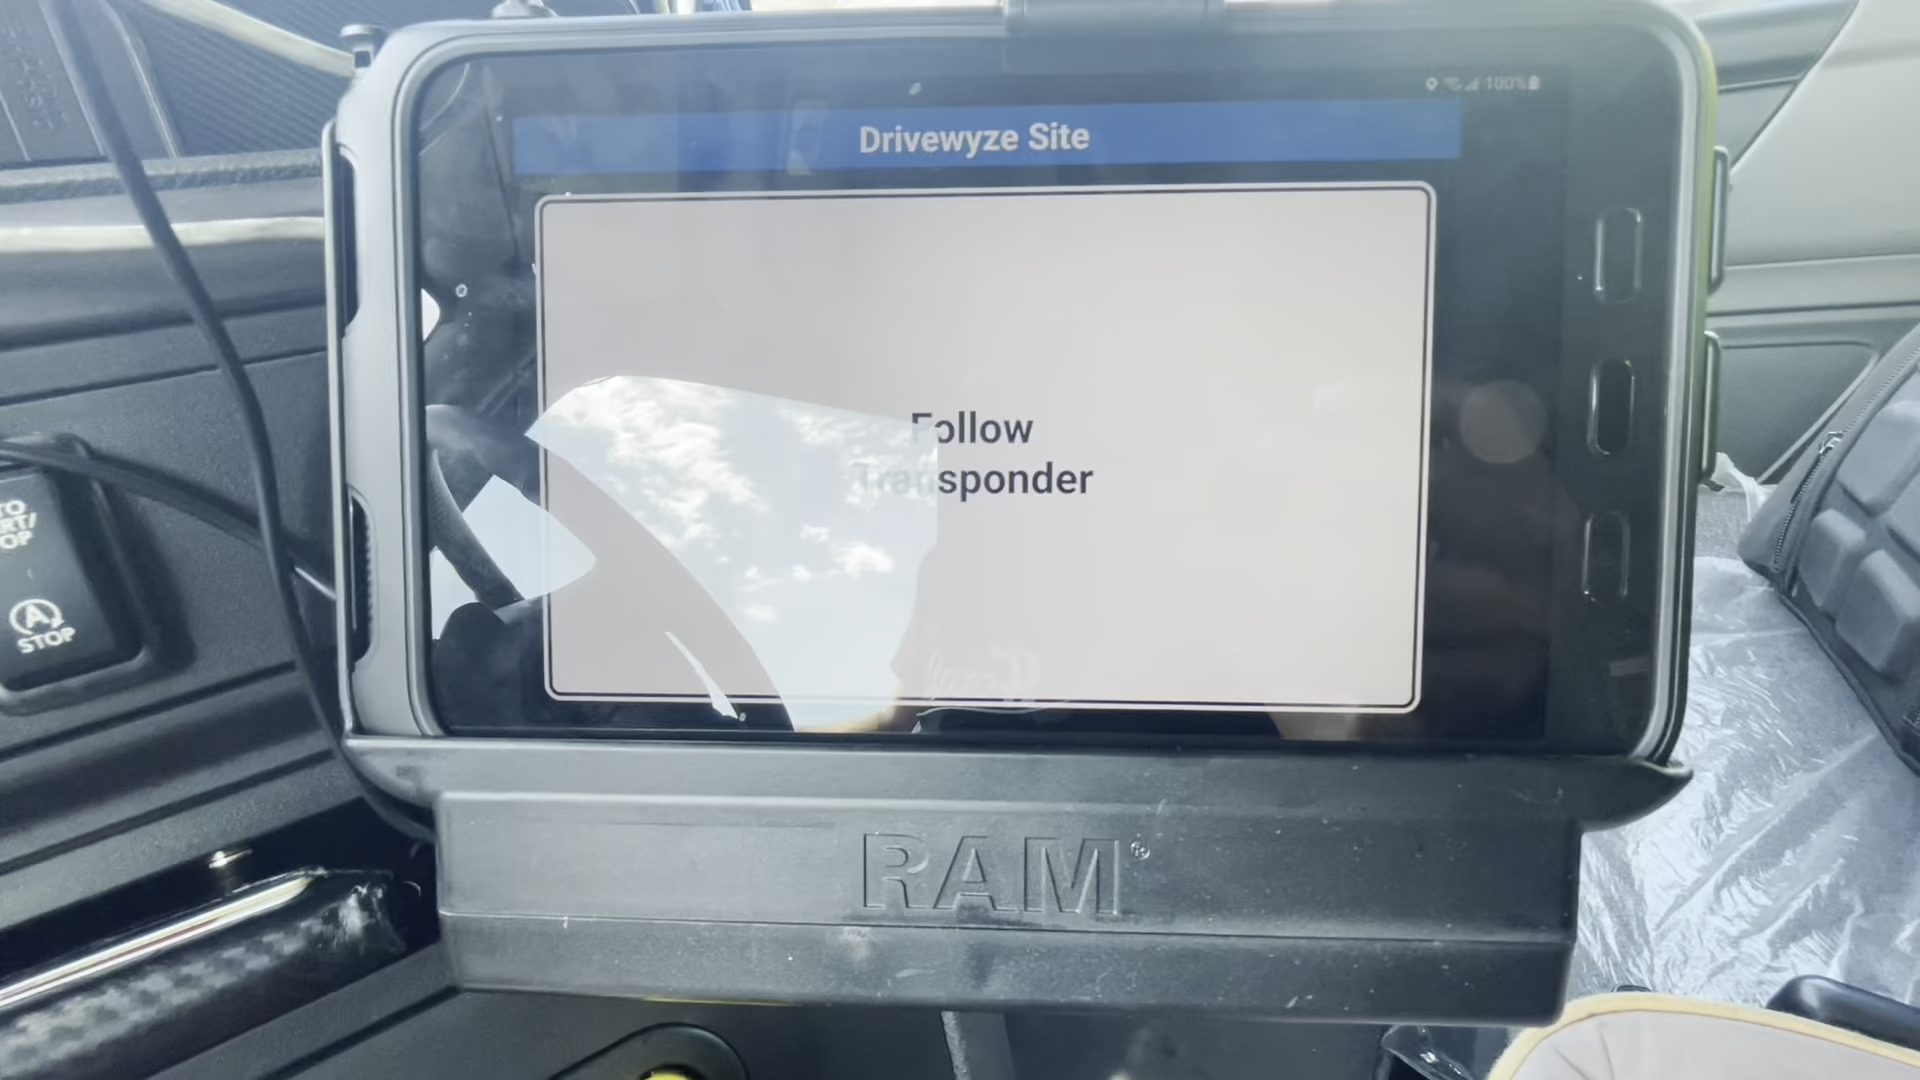 100%
Drivewyze Site
Follow
Transponder
RAM®
STOP